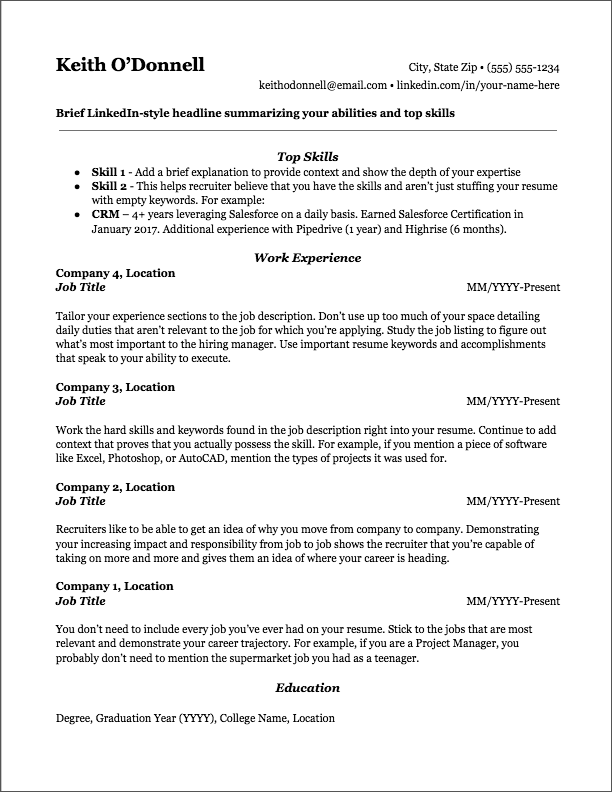 Keith O’Donnell
City, State Zip • (555) 555-1234
keithodonnell@email.com • linkedin.com/in/your-name-here
Brief LinkedIn-style headline summarizing your abilities and top skills
Top Skills
● Skill 1 - Add a brief explanation to provide context and show the depth of your expertise
● Skill 2 - This helps recruiter believe that you have the skills and aren’t just stuffing your resume
with empty keywords. For example:
● CRM – 4+ years leveraging Salesforce on a daily basis. Earned Salesforce Certification in
January 2017. Additional experience with Pipedrive (1 year) and Highrise (6 months).
Work Experience
Company 4, Location
Job Title MM/YYYY-Present
Tailor your experience sections to the job description. Don’t use up too much of your space detailing
daily duties that aren’t relevant to the job for which you’re applying. Study the job listing to figure out
what’s most important to the hiring manager. Use important resume keywords and accomplishments
that speak to your ability to execute.
Company 3, Location
Job Title MM/YYYY-Present
Work the hard skills and keywords found in the job description right into your resume. Continue to add
context that proves that you actually possess the skill. For example, if you mention a piece of software
like Excel, Photoshop, or AutoCAD, mention the types of projects it was used for.
Company 2, Location
Job Title MM/YYYY-Present
Recruiters like to be able to get an idea of why you move from company to company. Demonstrating
your increasing impact and responsibility from job to job shows the recruiter that you’re capable of
taking on more and more and gives them an idea of where your career is heading.
Company 1, Location
Job Title MM/YYYY-Present
You don’t need to include every job you’ve ever had on your resume. Stick to the jobs that are most
relevant and demonstrate your career trajectory. For example, if you are a Project Manager, you
probably don’t need to mention the supermarket job you had as a teenager.
Education
Degree, Graduation Year (YYYY), College Name, Location